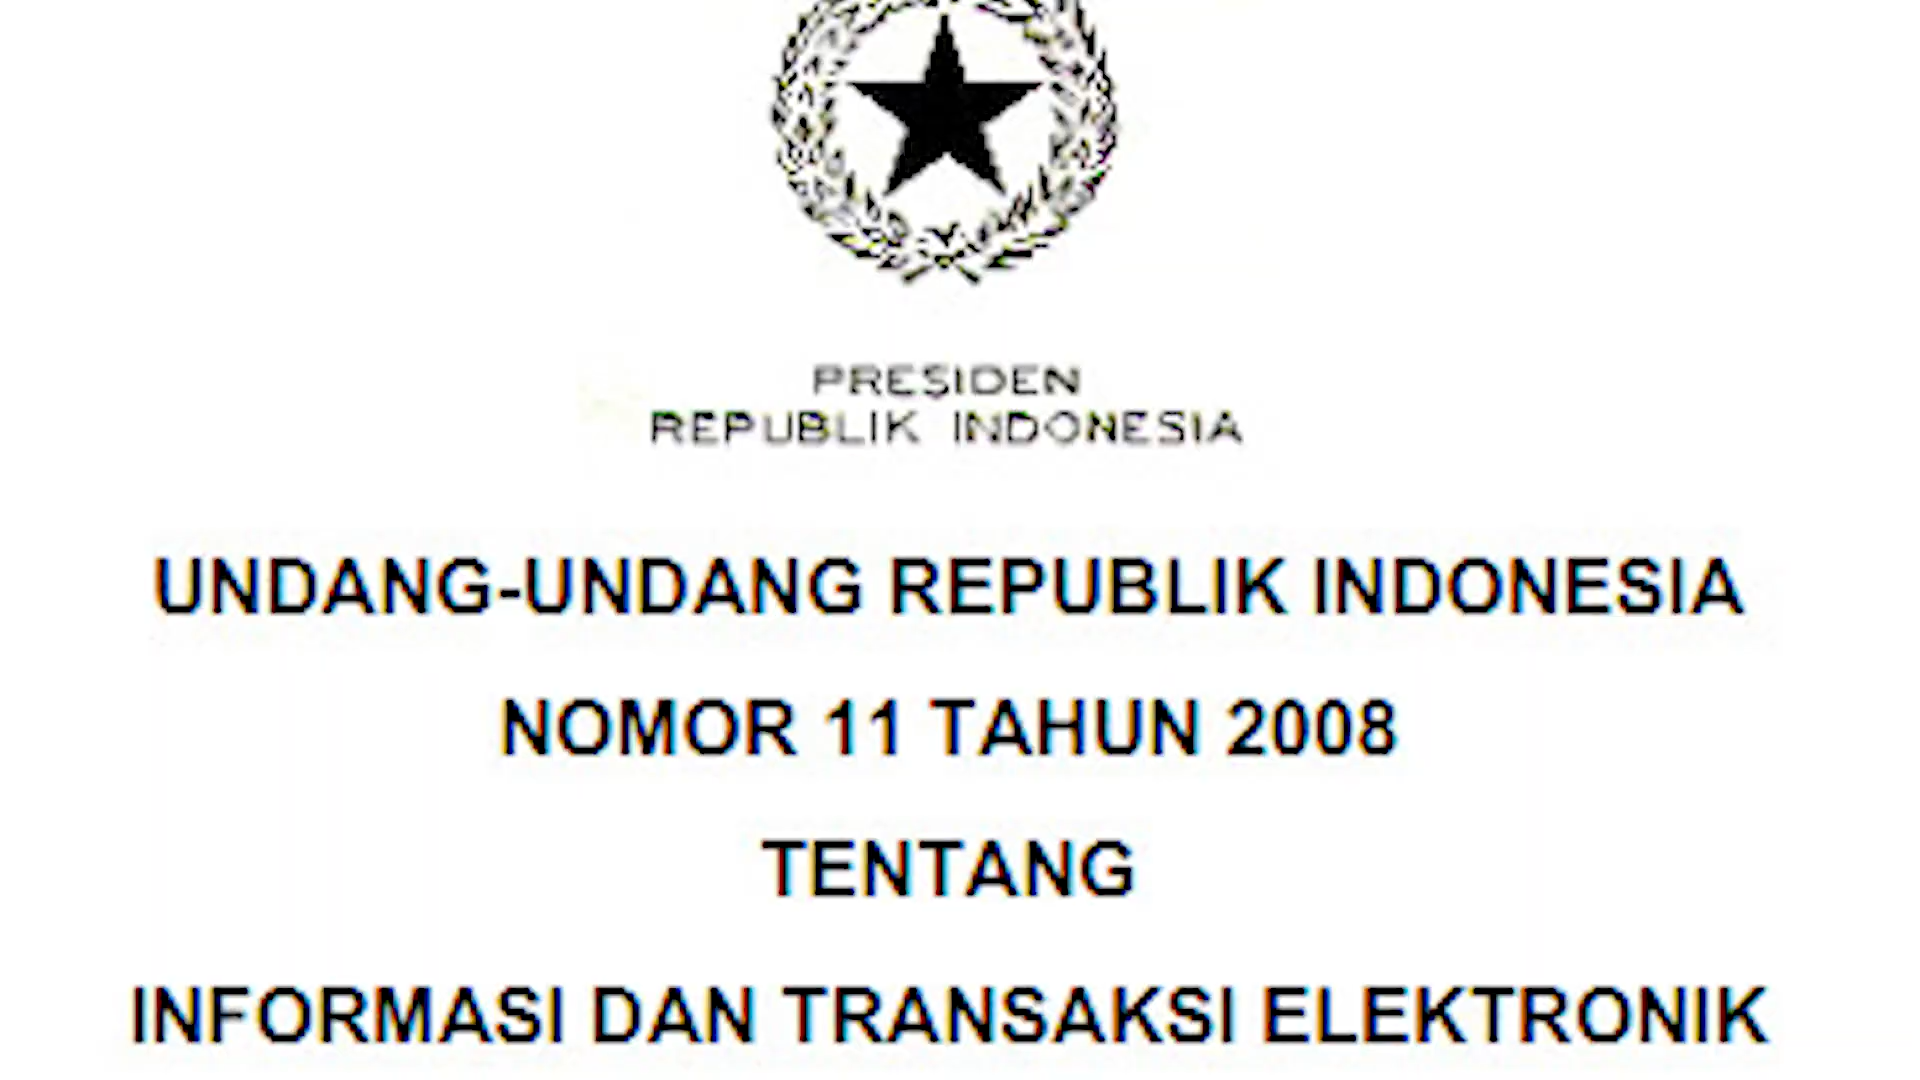 PRESIDEN
REPUBLIK INDONESIA
UNDANG-UNDANG REPUBLIK INDONESIA
NOMOR 11 TAHUN 2008
TENTANG
INFORMASI DAN TRANSAKSI ELEKTRONIK